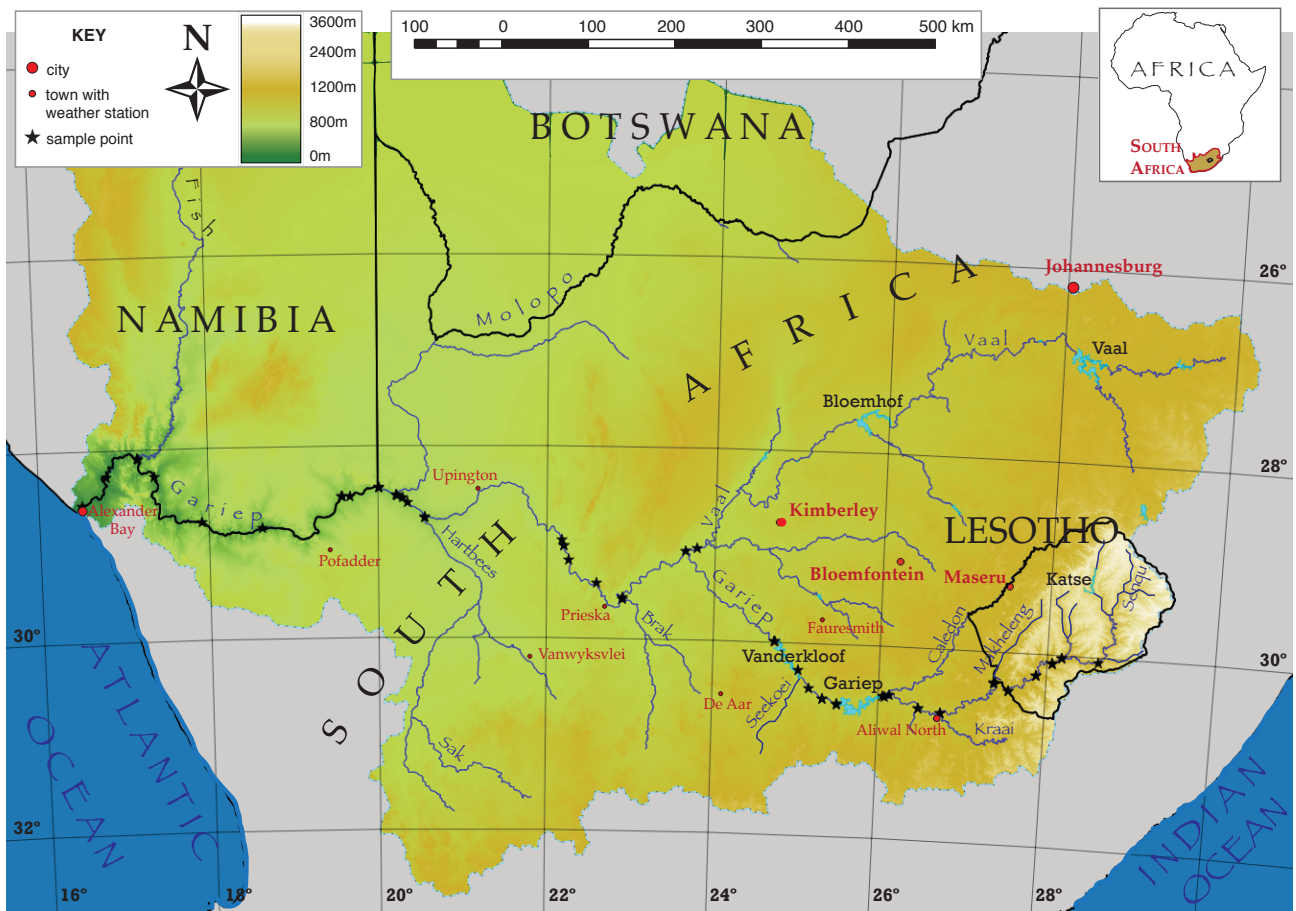 KEY
city
town with
weather station
sample point
N
3600m
2400m
1200m
800m
0m
100 0 100 200 300 400 500 km
AFRICA
SOUTH
AFRICA
BOTSWANA
NAMIBIA
SOUTH AFRICA
LESOTHO
Fish
Molopo
Johannesburg
26°
Vaal
Vaal
Bloemhof
28°
Upington
Gariep
Alexander
Bay
Pofadder
Hartbees
Vaal
Kimberley
Bloemfontein
Maseru
Katse
Senqu
Prieska
Brak
Gariep
Fauresmith
Caledon
Makheleng
30°
30°
Vanwyksvlei
Vanderkloof
Gariep
De Aar
Seekoei
Aliwal North
Kraai
Sak
32°
ATLANTIC
OCEAN
INDIAN
OCEAN
16° 18° 20° 22° 24° 26° 28°